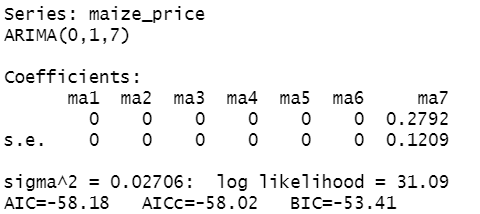 Series: maize_price
ARIMA(0,1,7)
Coefficients:
ma1 ma2 ma3 ma4 ma5 ma6 ma7
0 0 0 0 0 0 0.2792
s.e. 0 0 0 0 0 0 0.1209
sigma^2 = 0.02706: log likelihood = 31.09
AIC=-58.18 AICc=-58.02 BIC=-53.41